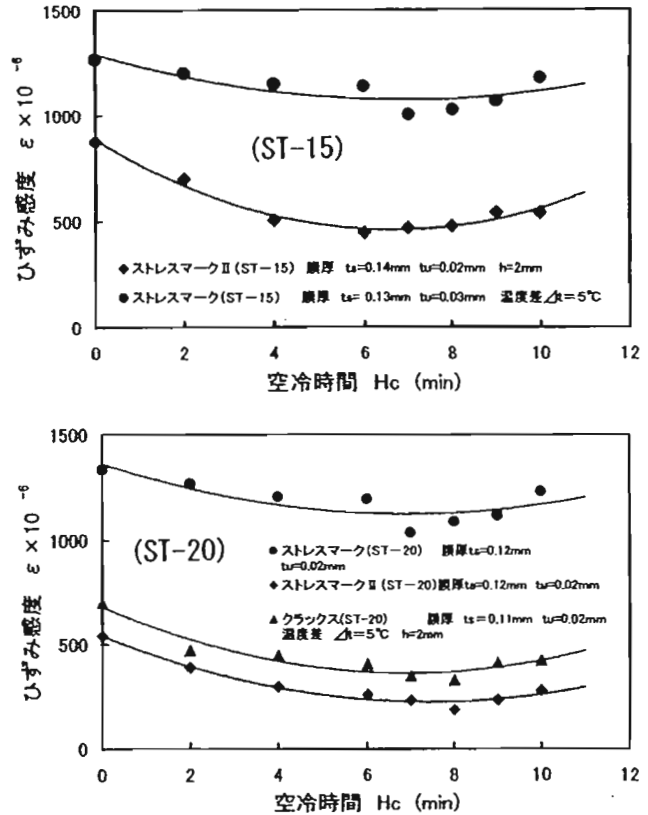 1500
1000
500
0
ひずみ感度 ε×10⁻⁶
(ST-15)
◆ストレスマークⅡ(ST-15) 膜厚 ts=0.14mm tu=0.02mm h=2mm
●ストレスマーク(ST-15) 膜厚 ts=0.13mm tu=0.03mm 温度差⊿t=5℃
0 2 4 6 8 10 12
空冷時間 Hc (min)
1500
1000
500
0
ひずみ感度 ε×10⁻⁶
(ST-20)
●ストレスマーク(ST-20) 膜厚ts=0.12mm
tu=0.02mm
◆ストレスマークⅡ(ST-20)膜厚ts=0.12mm tu=0.02mm
▲クラックス(ST-20) 膜厚 ts=0.11mm tu=0.02mm
温度差 ⊿t=5℃ h=2mm
0 2 4 6 8 10 12
空冷時間 Hc (min)